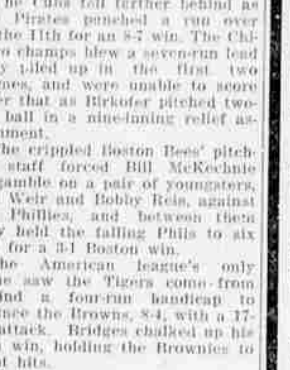 he Cubs fell further behind as
Pirates punched a run over
the 11th for an 8-7 win. The Chi-
o champs blew a seven-run lead
y piled up in the first two
nes, and were unable to score
er that as Birkofer pitched two-
ball in a nine-inning relief as-
nment.
he crippled Boston Bees' pitch-
staff forced Bill McKechnie
gamble on a pair of youngsters,
Weir and Bobby Reis, against
Phillies, and between them
y held the falling Phils to six
for a 3-1 Boston win.
he American league's only
e saw the Tigers come from
ind a four-run handicap to
nce the Browns, 8-4, with a 17-
attack. Bridges chalked up his
win, holding the Brownies to
t hits.